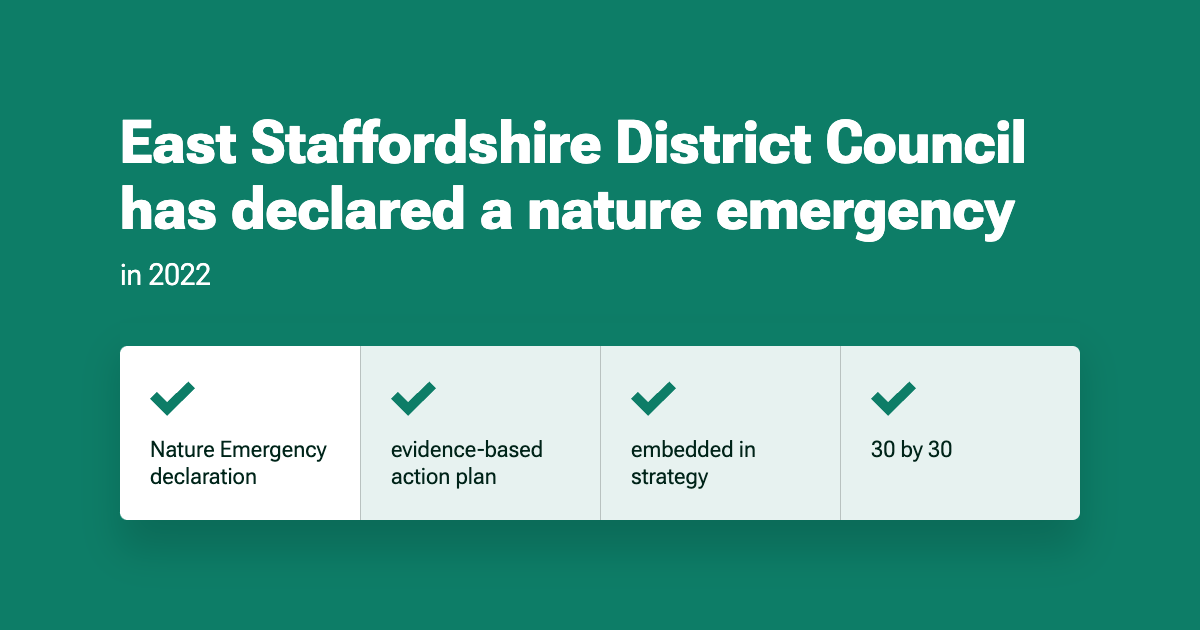 East Staffordshire District Council
has declared a nature emergency
in 2022
Nature Emergency
declaration
evidence-based
action plan
embedded in
strategy
30 by 30